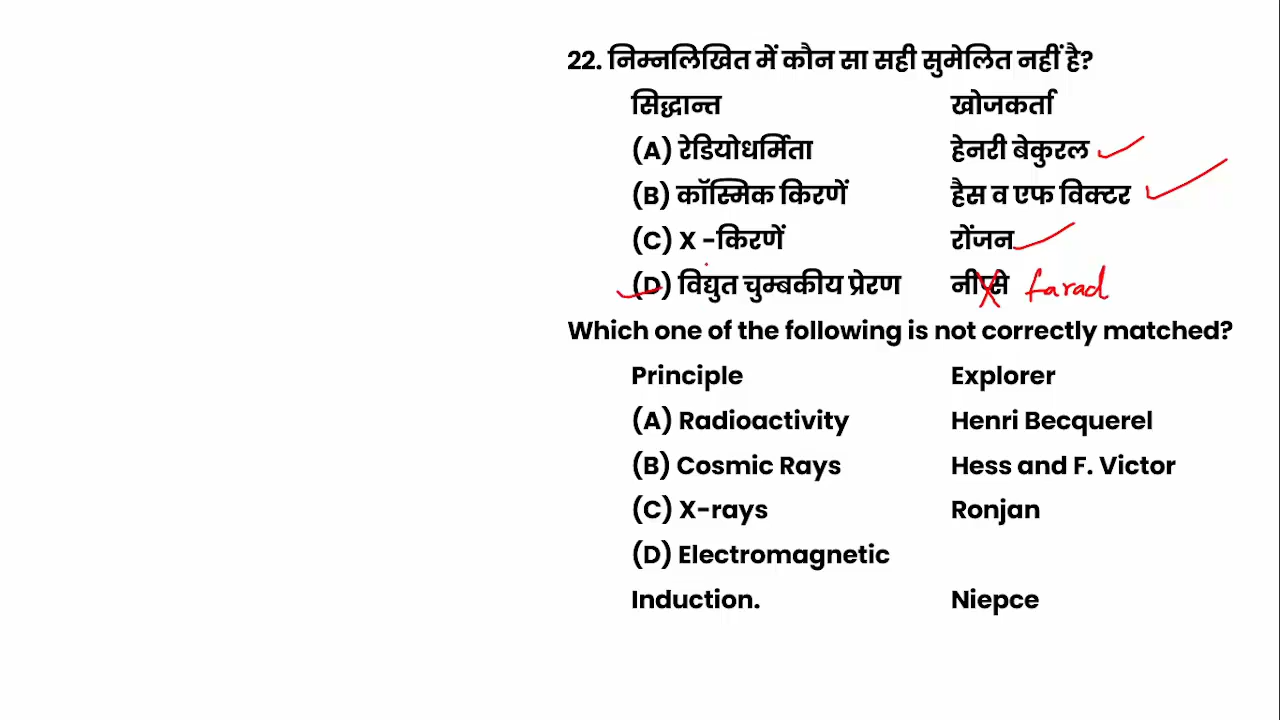 22. निम्नलिखित में कौन सा सही सुमेलित नहीं है?
सिद्धान्त खोजकर्ता
(A) रेडियोधर्मिता हेनरी बेकुरल
(B) कॉस्मिक किरणें हैस व एफ विक्टर
(C) X -किरणें रोंजन
(D) विद्युत चुम्बकीय प्रेरण नीप्से farad
Which one of the following is not correctly matched?
Principle Explorer
(A) Radioactivity Henri Becquerel
(B) Cosmic Rays Hess and F. Victor
(C) X-rays Ronjan
(D) Electromagnetic
Induction. Niepce